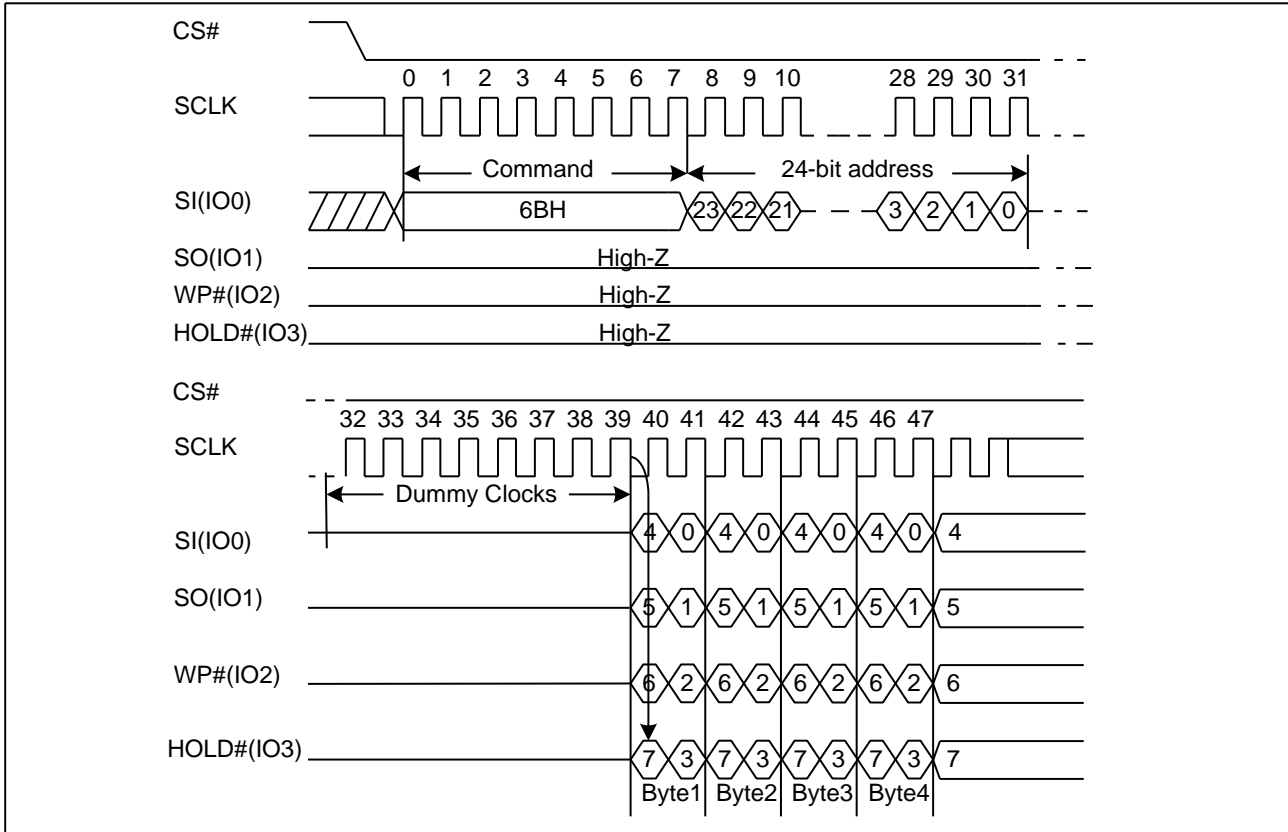 CS#
0 1 2 3 4 5 6 7 8 9 10 28 29 30 31
SCLK
Command 24-bit address
SI(IO0) 6BH 23 22 21 3 2 1 0
SO(IO1) High-Z
WP#(IO2) High-Z
HOLD#(IO3) High-Z
CS#
32 33 34 35 36 37 38 39 40 41 42 43 44 45 46 47
SCLK
Dummy Clocks
SI(IO0) 4 0 4 0 4 0 4 0 4
SO(IO1) 5 1 5 1 5 1 5 1 5
WP#(IO2) 6 2 6 2 6 2 6 2 6
HOLD#(IO3) 7 3 7 3 7 3 7 3 7
Byte1 Byte2 Byte3 Byte4